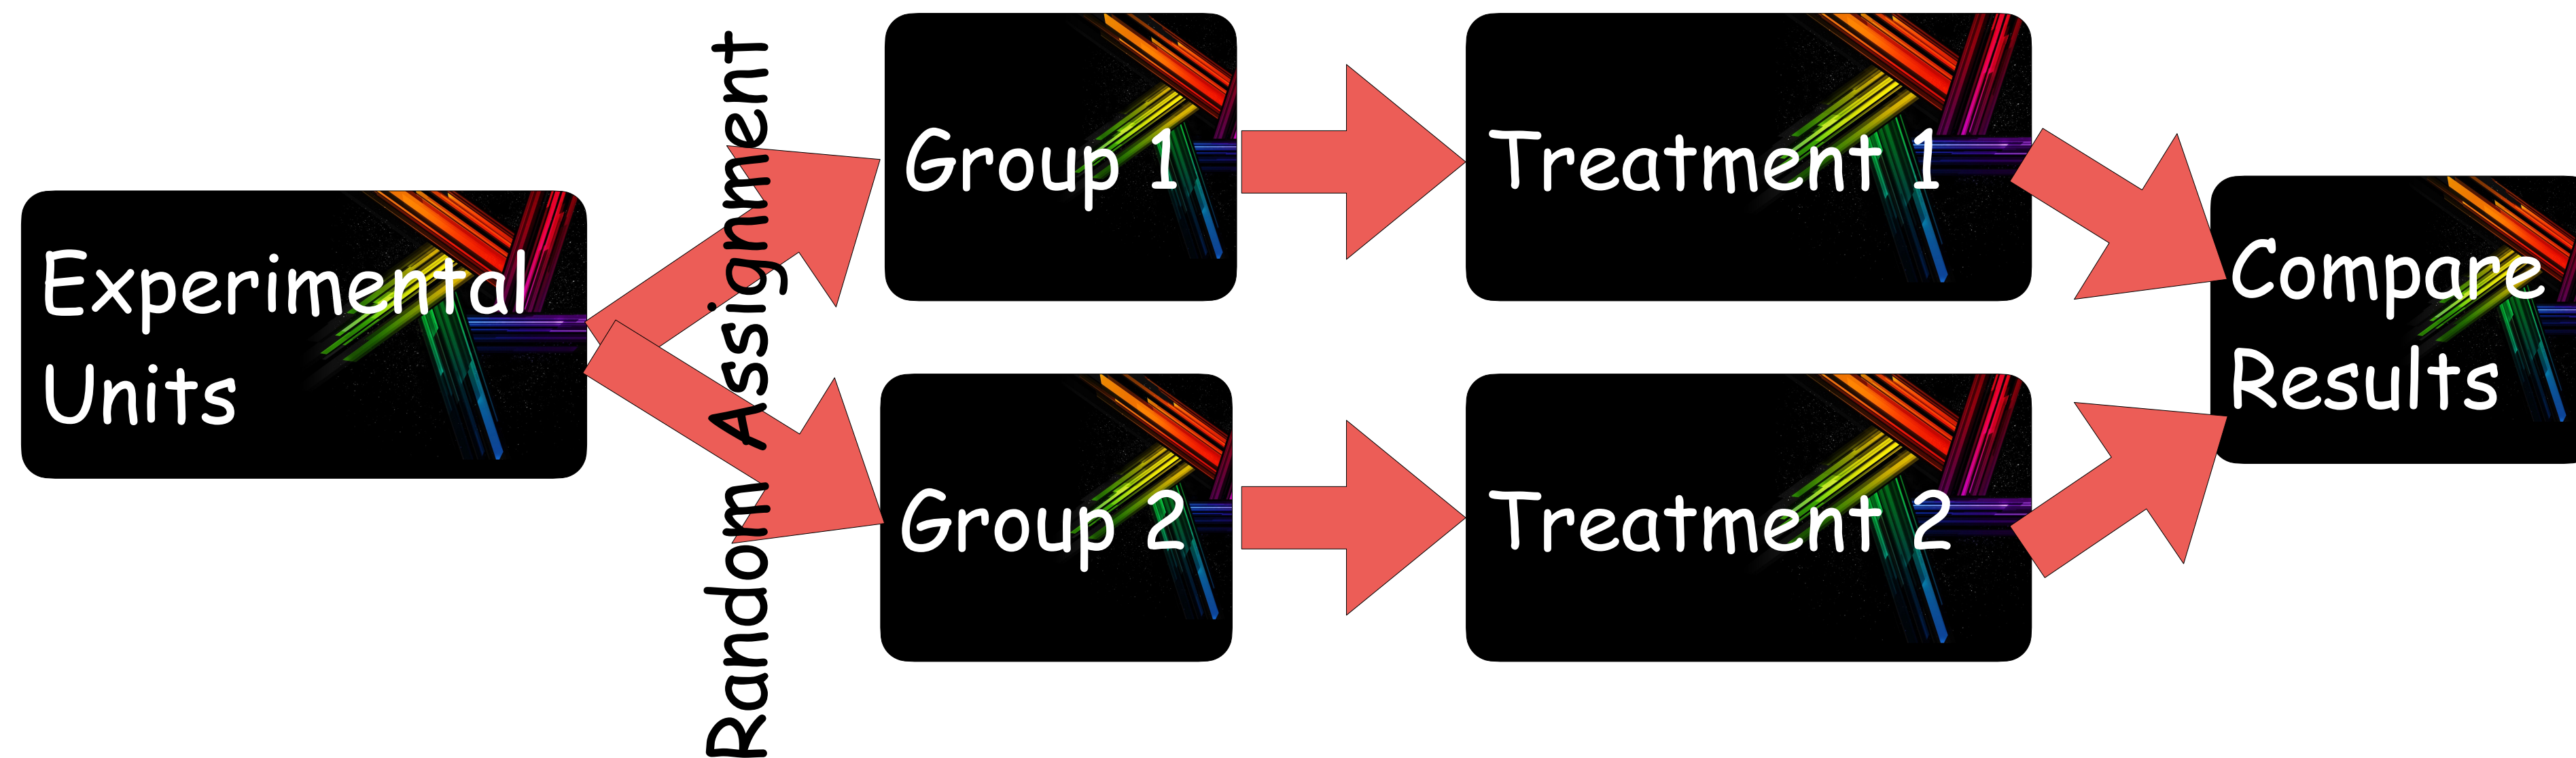 Experimental
Units
Random Assignment
Group 1
Treatment 1
Group 2
Treatment 2
Compare
Results